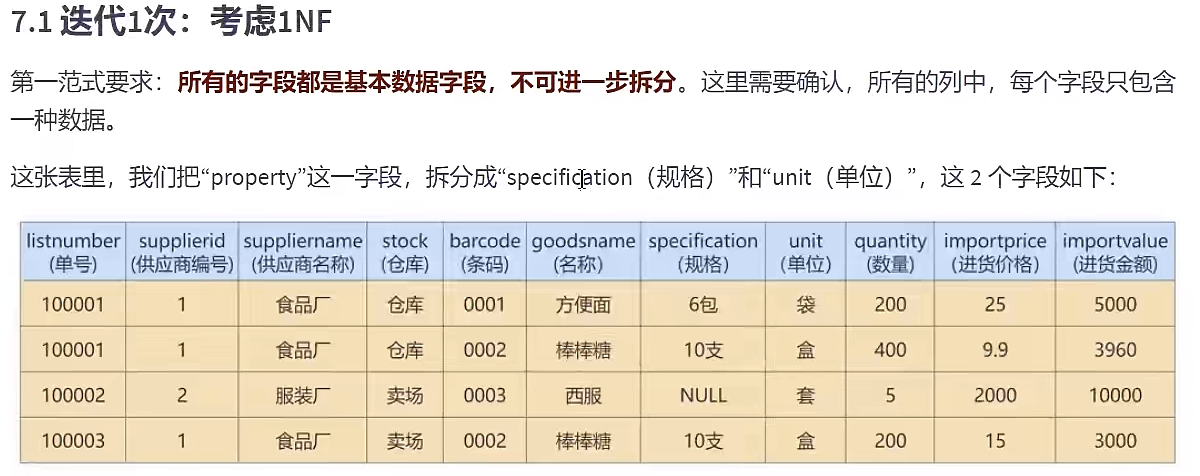 7.1 迭代1次：考虑1NF
第一范式要求：所有的字段都是基本数据字段，不可进一步拆分。这里需要确认，所有的列中，每个字段只包含
一种数据。
这张表里，我们把“property”这一字段，拆分成“specification（规格）”和“unit（单位）”，这 2 个字段如下：
listnumber supplierid suppliername stock barcode goodsname specification unit quantity importprice importvalue
(单号) (供应商编号) (供应商名称) (仓库) (条码) (名称) (规格) (单位) (数量) (进货价格) (进货金额)
100001 1 食品厂 仓库 0001 方便面 6包 袋 200 25 5000
100001 1 食品厂 仓库 0002 棒棒糖 10支 盒 400 9.9 3960
100002 2 服装厂 卖场 0003 西服 NULL 套 5 2000 10000
100003 1 食品厂 卖场 0002 棒棒糖 10支 盒 200 15 3000